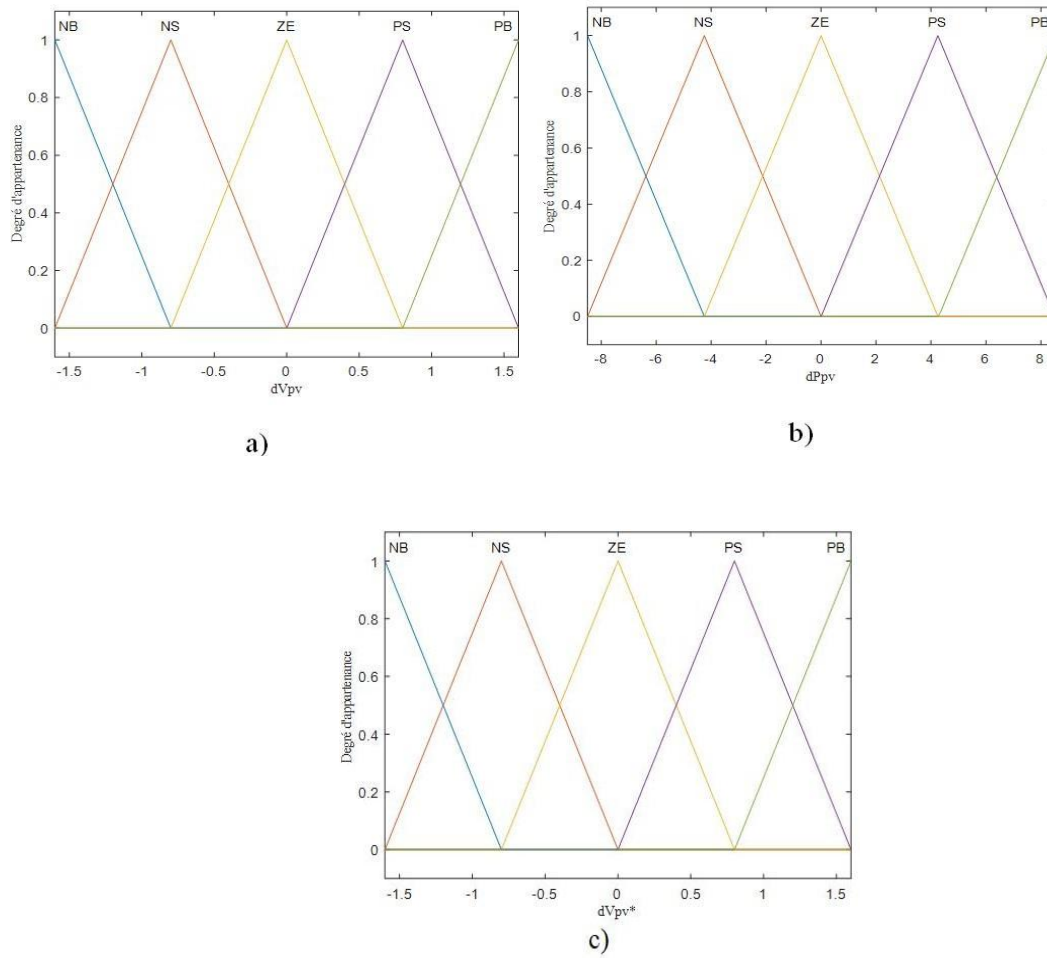 NB NS ZE PS PB
1
0.8
0.6
0.4
0.2
0
Degré d'appartenance
-1.5 -1 -0.5 0 0.5 1 1.5
dVpv
a)
NB NS ZE PS PB
1
0.8
0.6
0.4
0.2
0
Degré d'appartenance
-8 -6 -4 -2 0 2 4 6 8
dPpv
b)
NB NS ZE PS PB
1
0.8
0.6
0.4
0.2
0
Degré d'appartenance
-1.5 -1 -0.5 0 0.5 1 1.5
dVpv*
c)